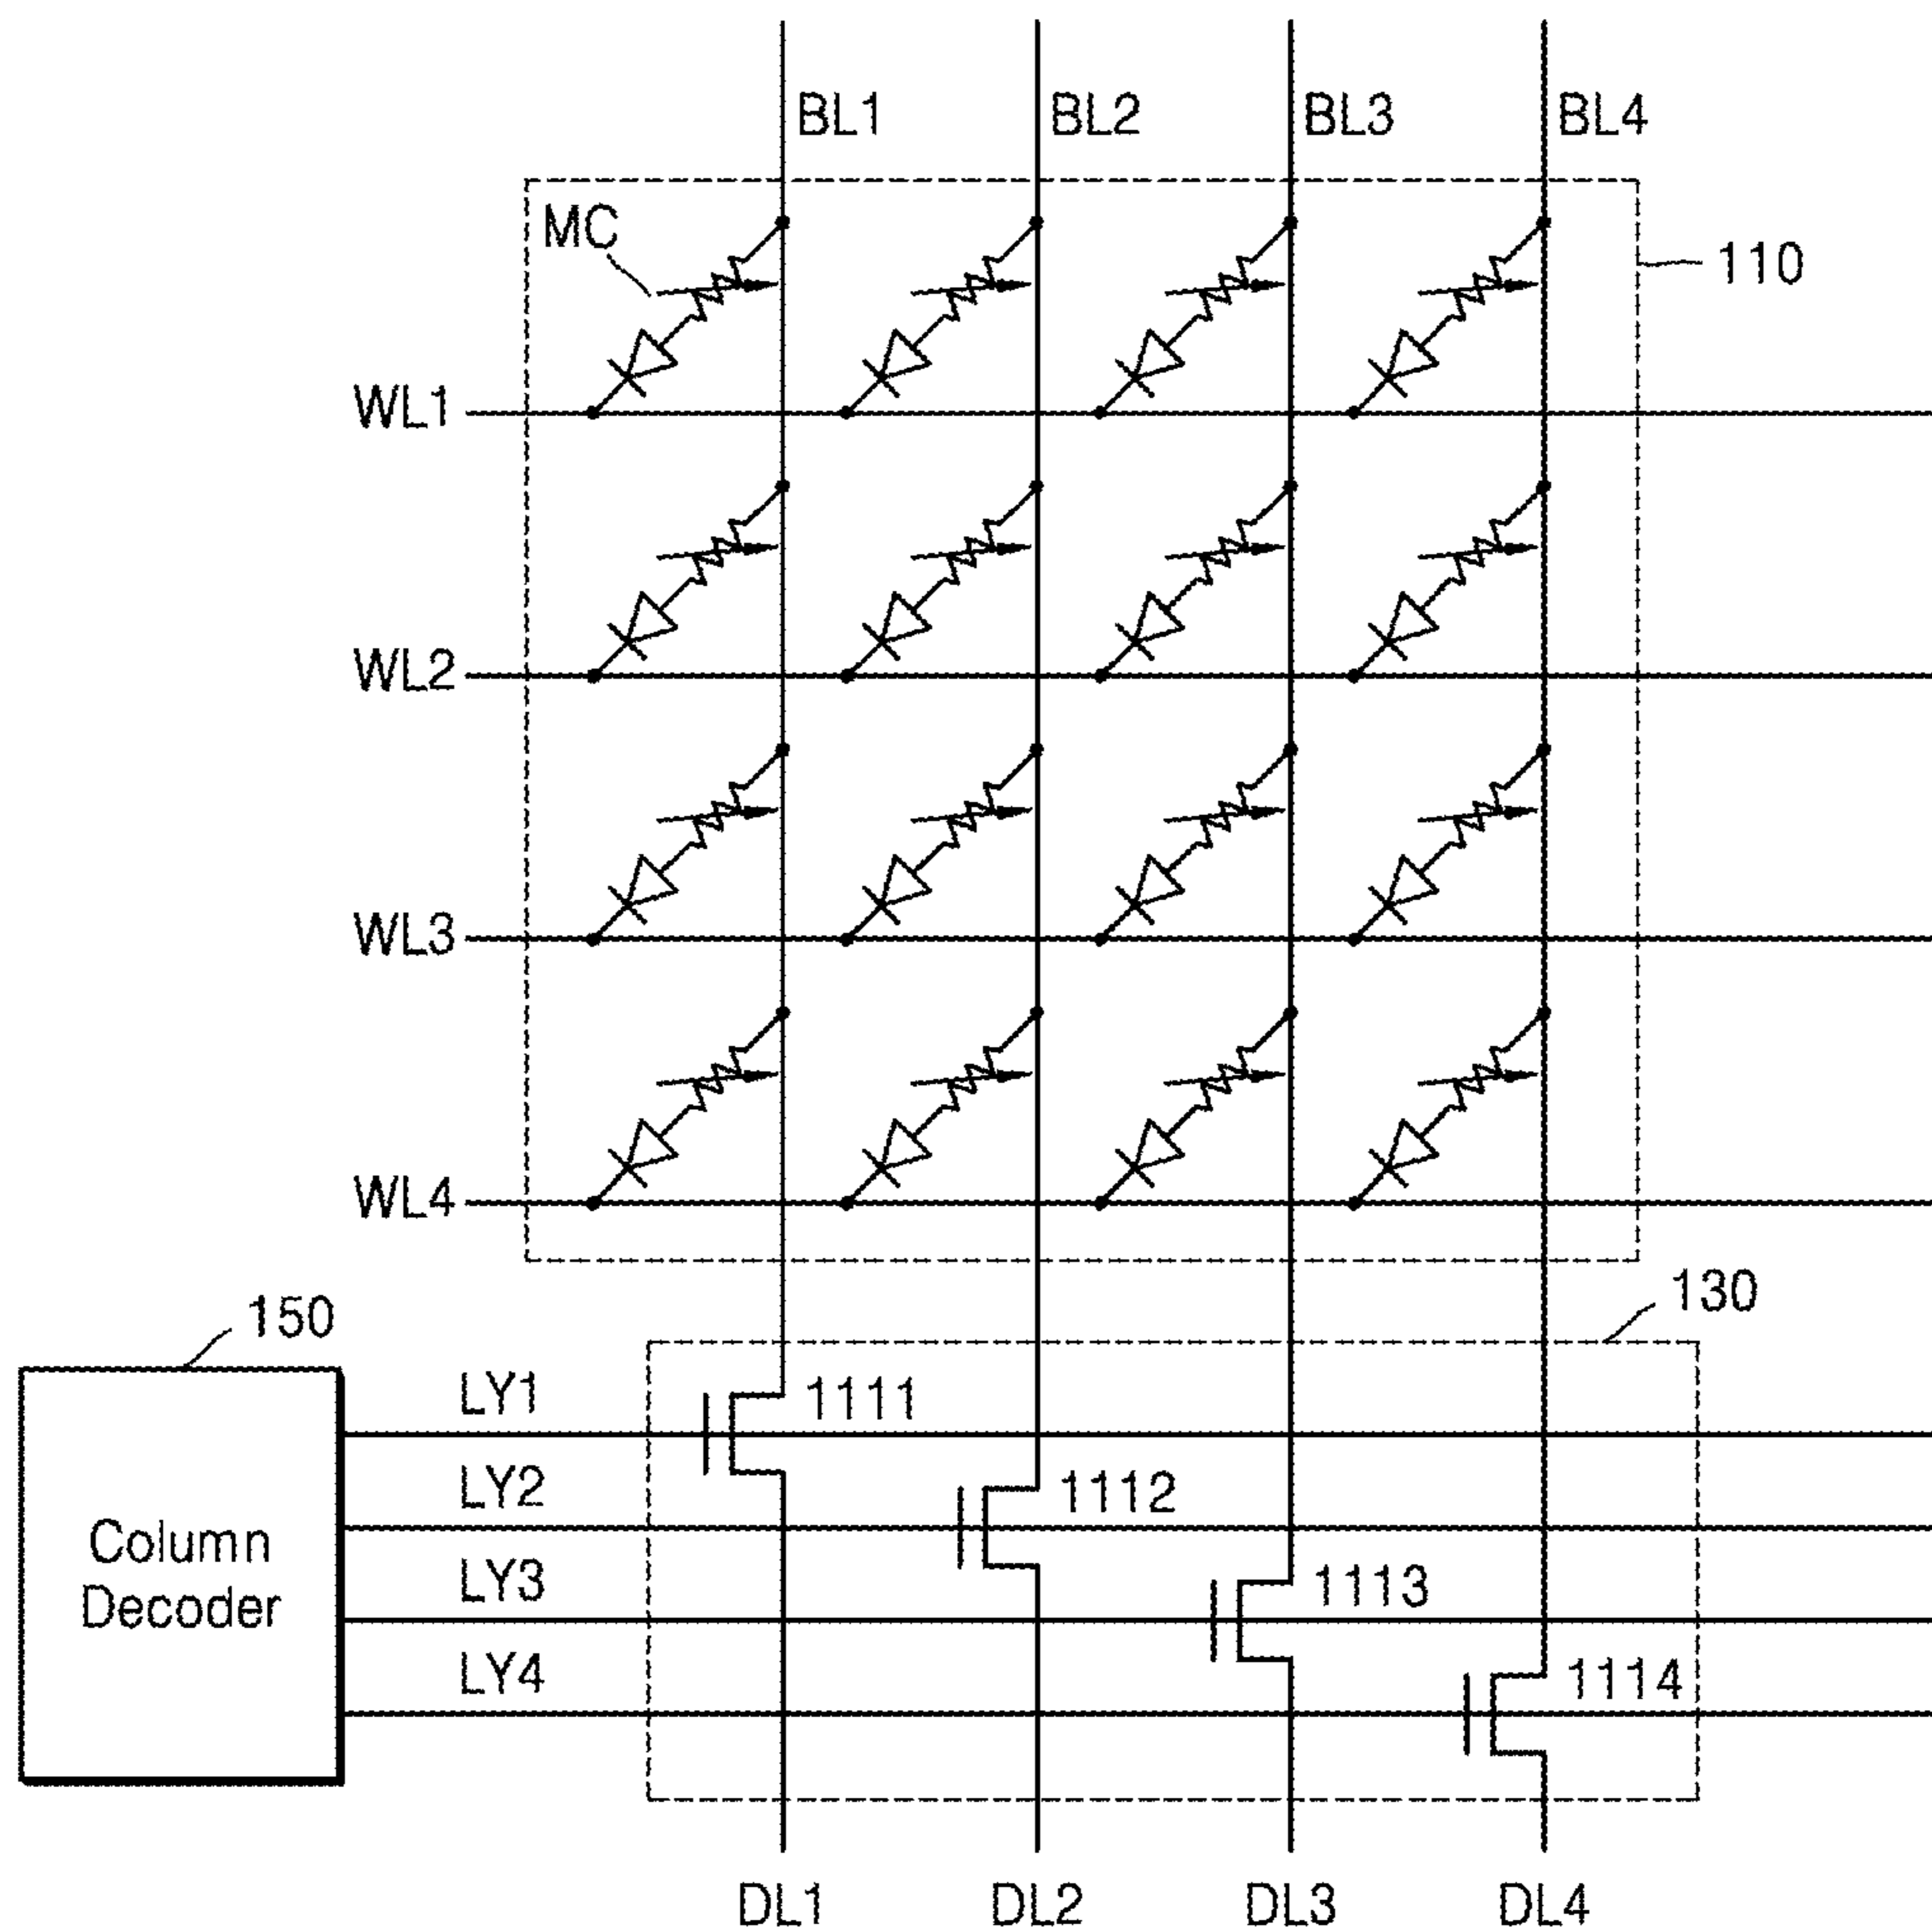 BL1 BL2 BL3 BL4
MC
110
WL1
WL2
WL3
WL4
130
150
LY1 1111
LY2 1112
Column
Decoder
LY3 1113
LY4 1114
DL1 DL2 DL3 DL4